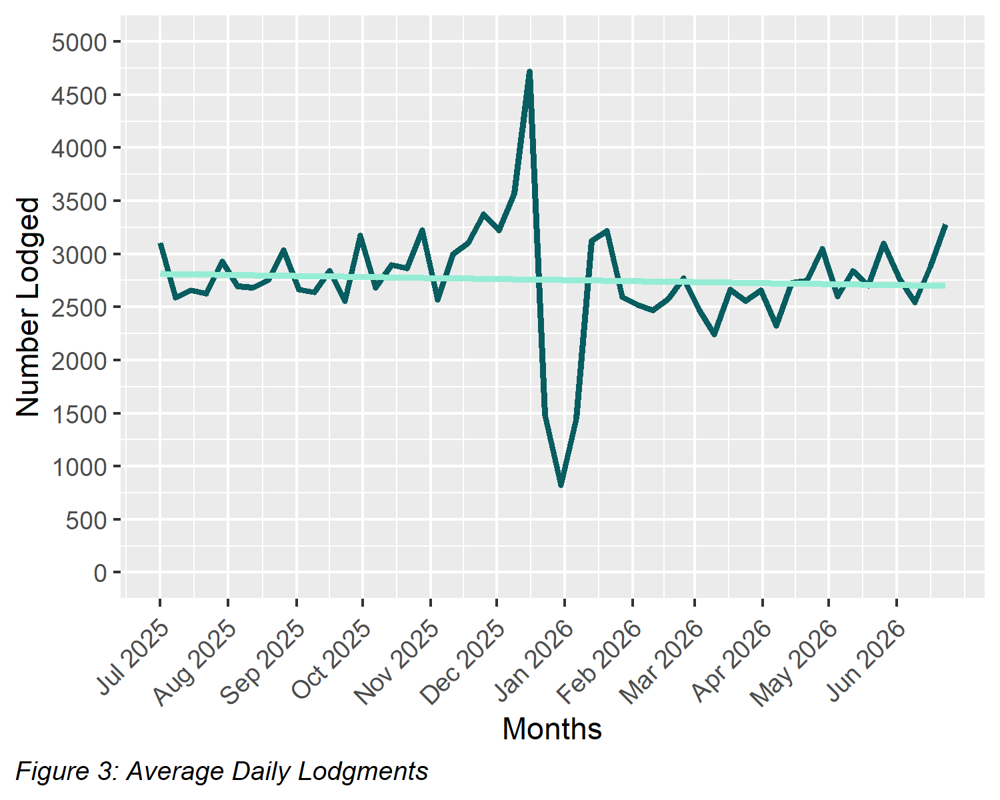 5000
4500
4000
3500
3000
2500
2000
1500
1000
500
0
Number Lodged
Jul 2025
Aug 2025
Sep 2025
Oct 2025
Nov 2025
Dec 2025
Jan 2026
Feb 2026
Mar 2026
Apr 2026
May 2026
Jun 2026
Months
Figure 3: Average Daily Lodgments